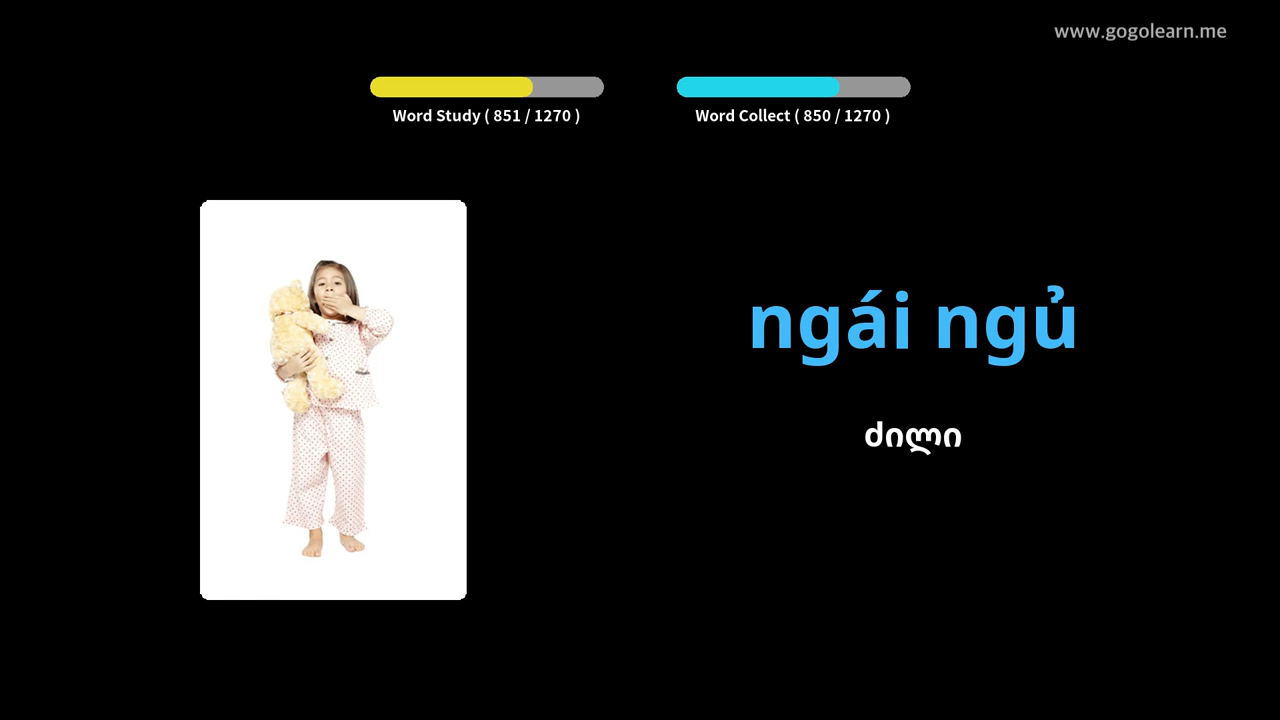 www.gogolearn.me
Word Study ( 851 / 1270 )
Word Collect ( 850 / 1270 )
ngái ngủ
ძილი